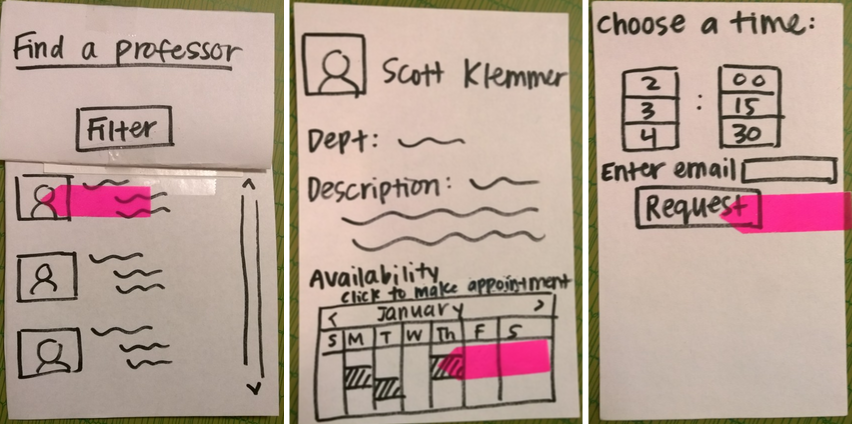 Find a professor
Filter
Scott Klemmer
Dept:
Description:
Availability
click to make appointment
< January >
S M T W Th F S
Choose a time:
2 : 00
3 15
4 30
Enter email
Request